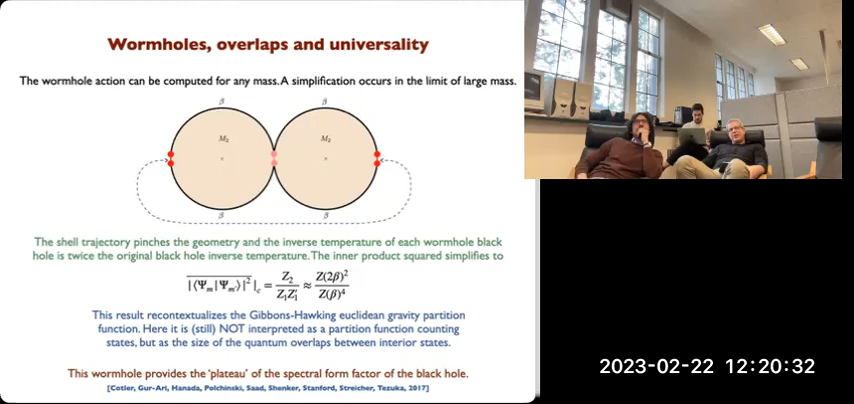 Wormholes, overlaps and universality
The wormhole action can be computed for any mass. A simplification occurs in the limit of large mass.
β β
M₂ M₂
β β
The shell trajectory pinches the geometry and the inverse temperature of each wormhole black
hole is twice the original black hole inverse temperature. The inner product squared simplifies to
|⟨Ψₘ|Ψₘ′⟩|²|c = Z₂ / Z₁Z₁′ ≈ Z(2β)² / Z(β)⁴
This result recontextualizes the Gibbons-Hawking euclidean gravity partition
function. Here it is (still) NOT interpreted as a partition function counting
states, but as the size of the quantum overlaps between interior states.
This wormhole provides the 'plateau' of the spectral form factor of the black hole.
[Cotler, Gur-Ari, Hanada, Polchinski, Saad, Shenker, Stanford, Streicher, Tezuka, 2017]
2023-02-22 12:20:32